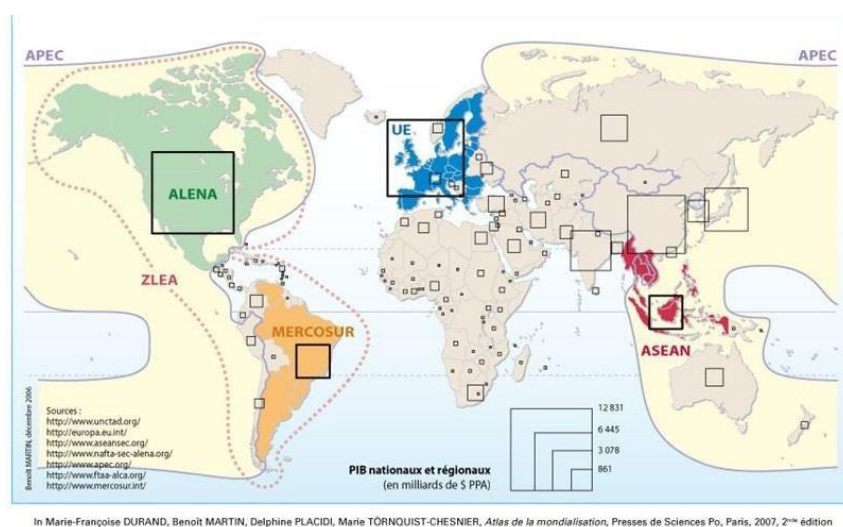 APEC
APEC
UE
ALENA
ZLEA
MERCOSUR
ASEAN
Benoît MARTIN, décembre 2006
Sources :
http://www.unctad.org/
http://europa.eu.int/
http://www.aseansec.org/
http://www.nafta-sec-alena.org/
http://www.apec.org/
http://www.ftaa-alca.org/
http://www.mercosur.int/
PIB nationaux et régionaux
(en milliards de $ PPA)
12 831
6 445
3 078
861
In Marie-Françoise DURAND, Benoît MARTIN, Delphine PLACIDI, Marie TÖRNQUIST-CHESNIER, Atlas de la mondialisation, Presses de Sciences Po, Paris, 2007, 2nde édition